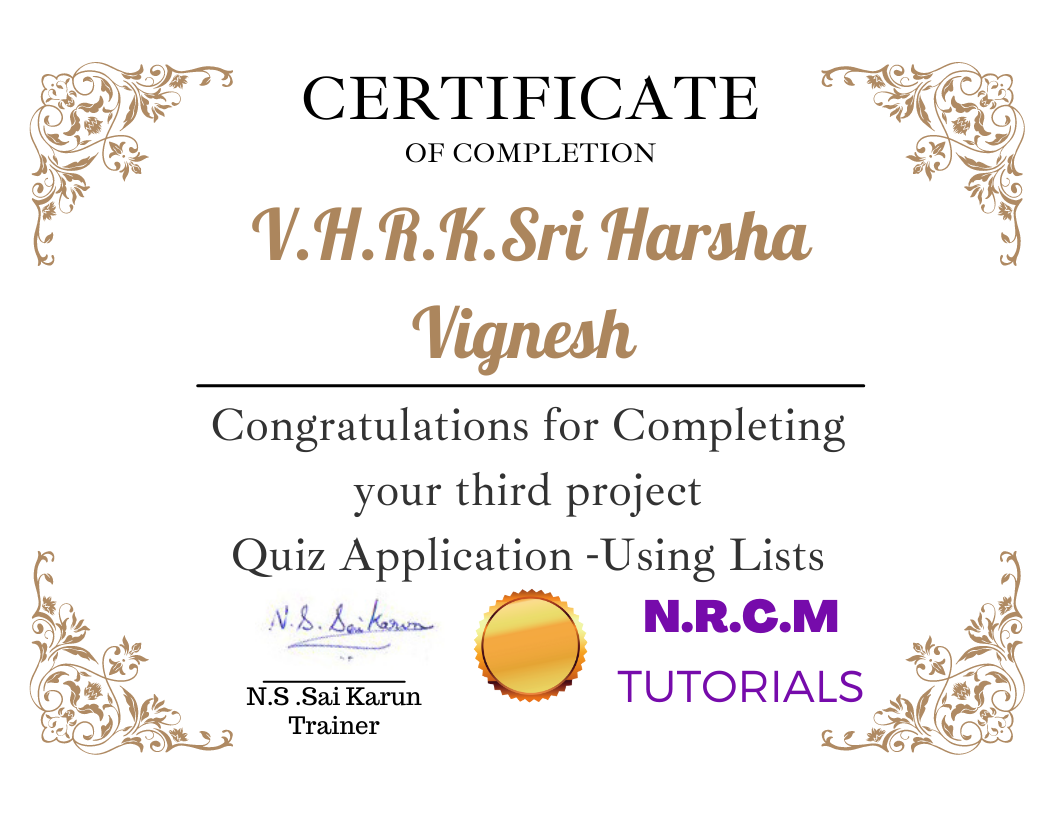 CERTIFICATE
OF COMPLETION
V.H.R.K.Sri Harsha
Vignesh
Congratulations for Completing
your third project
Quiz Application -Using Lists
N.S. Sai Karun
N.S .Sai Karun
Trainer
N.R.C.M
TUTORIALS